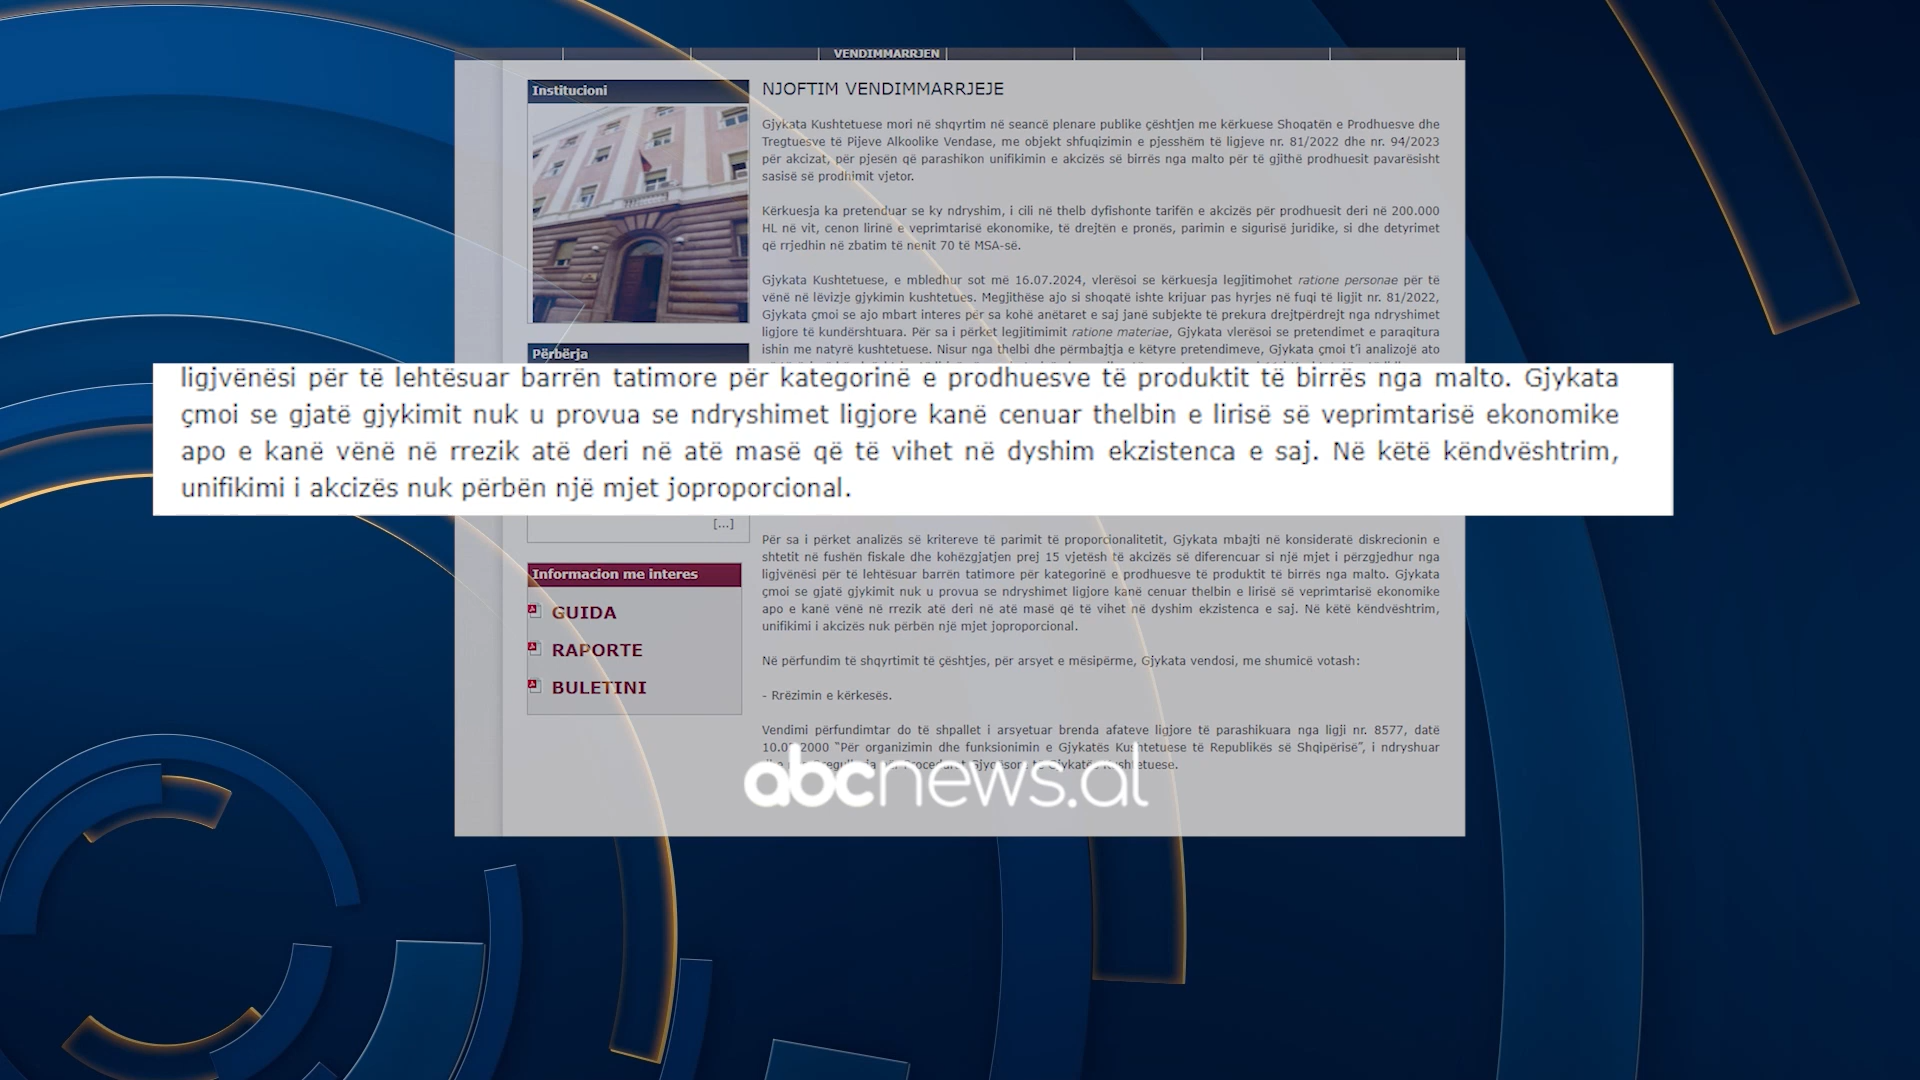 VENDIMMARRJEN
Institucioni
NJOFTIM VENDIMMARRJEJE
Gjykata Kushtetuese mori në shqyrtim në seancë plenare publike çështjen me kërkuese Shoqatën e Prodhuesve dhe
Tregtuesve të Pijeve Alkoolike Vendase, me objekt shfuqizimin e pjesshëm të ligjeve nr. 81/2022 dhe nr. 94/2023
për akcizat, për pjesën që parashikon unifikimin e akcizës së birrës nga malto për të gjithë prodhuesit pavarësisht
sasisë së prodhimit vjetor.
Kërkuesja ka pretenduar se ky ndryshim, i cili në thelb dyfishonte tarifën e akcizës për prodhuesit deri në 200.000
HL në vit, cenon lirinë e veprimtarisë ekonomike, të drejtën e pronës, parimin e sigurisë juridike, si dhe detyrimet
që rrjedhin në zbatim të nenit 70 të MSA-së.
Gjykata Kushtetuese, e mbledhur sot më 16.07.2024, vlerësoi se kërkuesja legjitimohet ratione personae për të
vënë në lëvizje gjykimin kushtetues. Megjithëse ajo si shoqatë ishte krijuar pas hyrjes në fuqi të ligjit nr. 81/2022,
Gjykata çmoi se ajo mbart interes për sa kohë anëtaret e saj janë subjekte të prekura drejtpërdrejt nga ndryshimet
ligjore të kundërshtuara. Për sa i përket legjitimimit ratione materiae, Gjykata vlerësoi se pretendimet e paraqitura
ishin me natyrë kushtetuese. Nisur nga thelbi dhe përmbajtja e këtyre pretendimeve, Gjykata çmoi t'i analizojë ato
Përbërja
ligjvënësi për të lehtësuar barrën tatimore për kategorinë e prodhuesve të produktit të birrës nga malto. Gjykata
çmoi se gjatë gjykimit nuk u provua se ndryshimet ligjore kanë cenuar thelbin e lirisë së veprimtarisë ekonomike
apo e kanë vënë në rrezik atë deri në atë masë që të vihet në dyshim ekzistenca e saj. Në këtë këndvështrim,
unifikimi i akcizës nuk përbën një mjet joproporcional.
[...]
Informacion me interes
GUIDA
RAPORTE
BULETINI
Për sa i përket analizës së kritereve të parimit të proporcionalitetit, Gjykata mbajti në konsideratë diskrecionin e
shtetit në fushën fiskale dhe kohëzgjatjen prej 15 vjetësh të akcizës së diferencuar si një mjet i përzgjedhur nga
ligjvënësi për të lehtësuar barrën tatimore për kategorinë e prodhuesve të produktit të birrës nga malto. Gjykata
çmoi se gjatë gjykimit nuk u provua se ndryshimet ligjore kanë cenuar thelbin e lirisë së veprimtarisë ekonomike
apo e kanë vënë në rrezik atë deri në atë masë që të vihet në dyshim ekzistenca e saj. Në këtë këndvështrim,
unifikimi i akcizës nuk përbën një mjet joproporcional.
Në përfundim të shqyrtimit të çështjes, për arsyet e mësipërme, Gjykata vendosi, me shumicë votash:
- Rrëzimin e kërkesës.
Vendimi përfundimtar do të shpallet i arsyetuar brenda afateve ligjore të parashikuara nga ligji nr. 8577, datë
2000 “Për organizimin dhe funksionimin e Gjykatës Kushtetuese të Republikës së Shqipërisë”, i ndryshuar
Kushtetuese.
abcnews.al